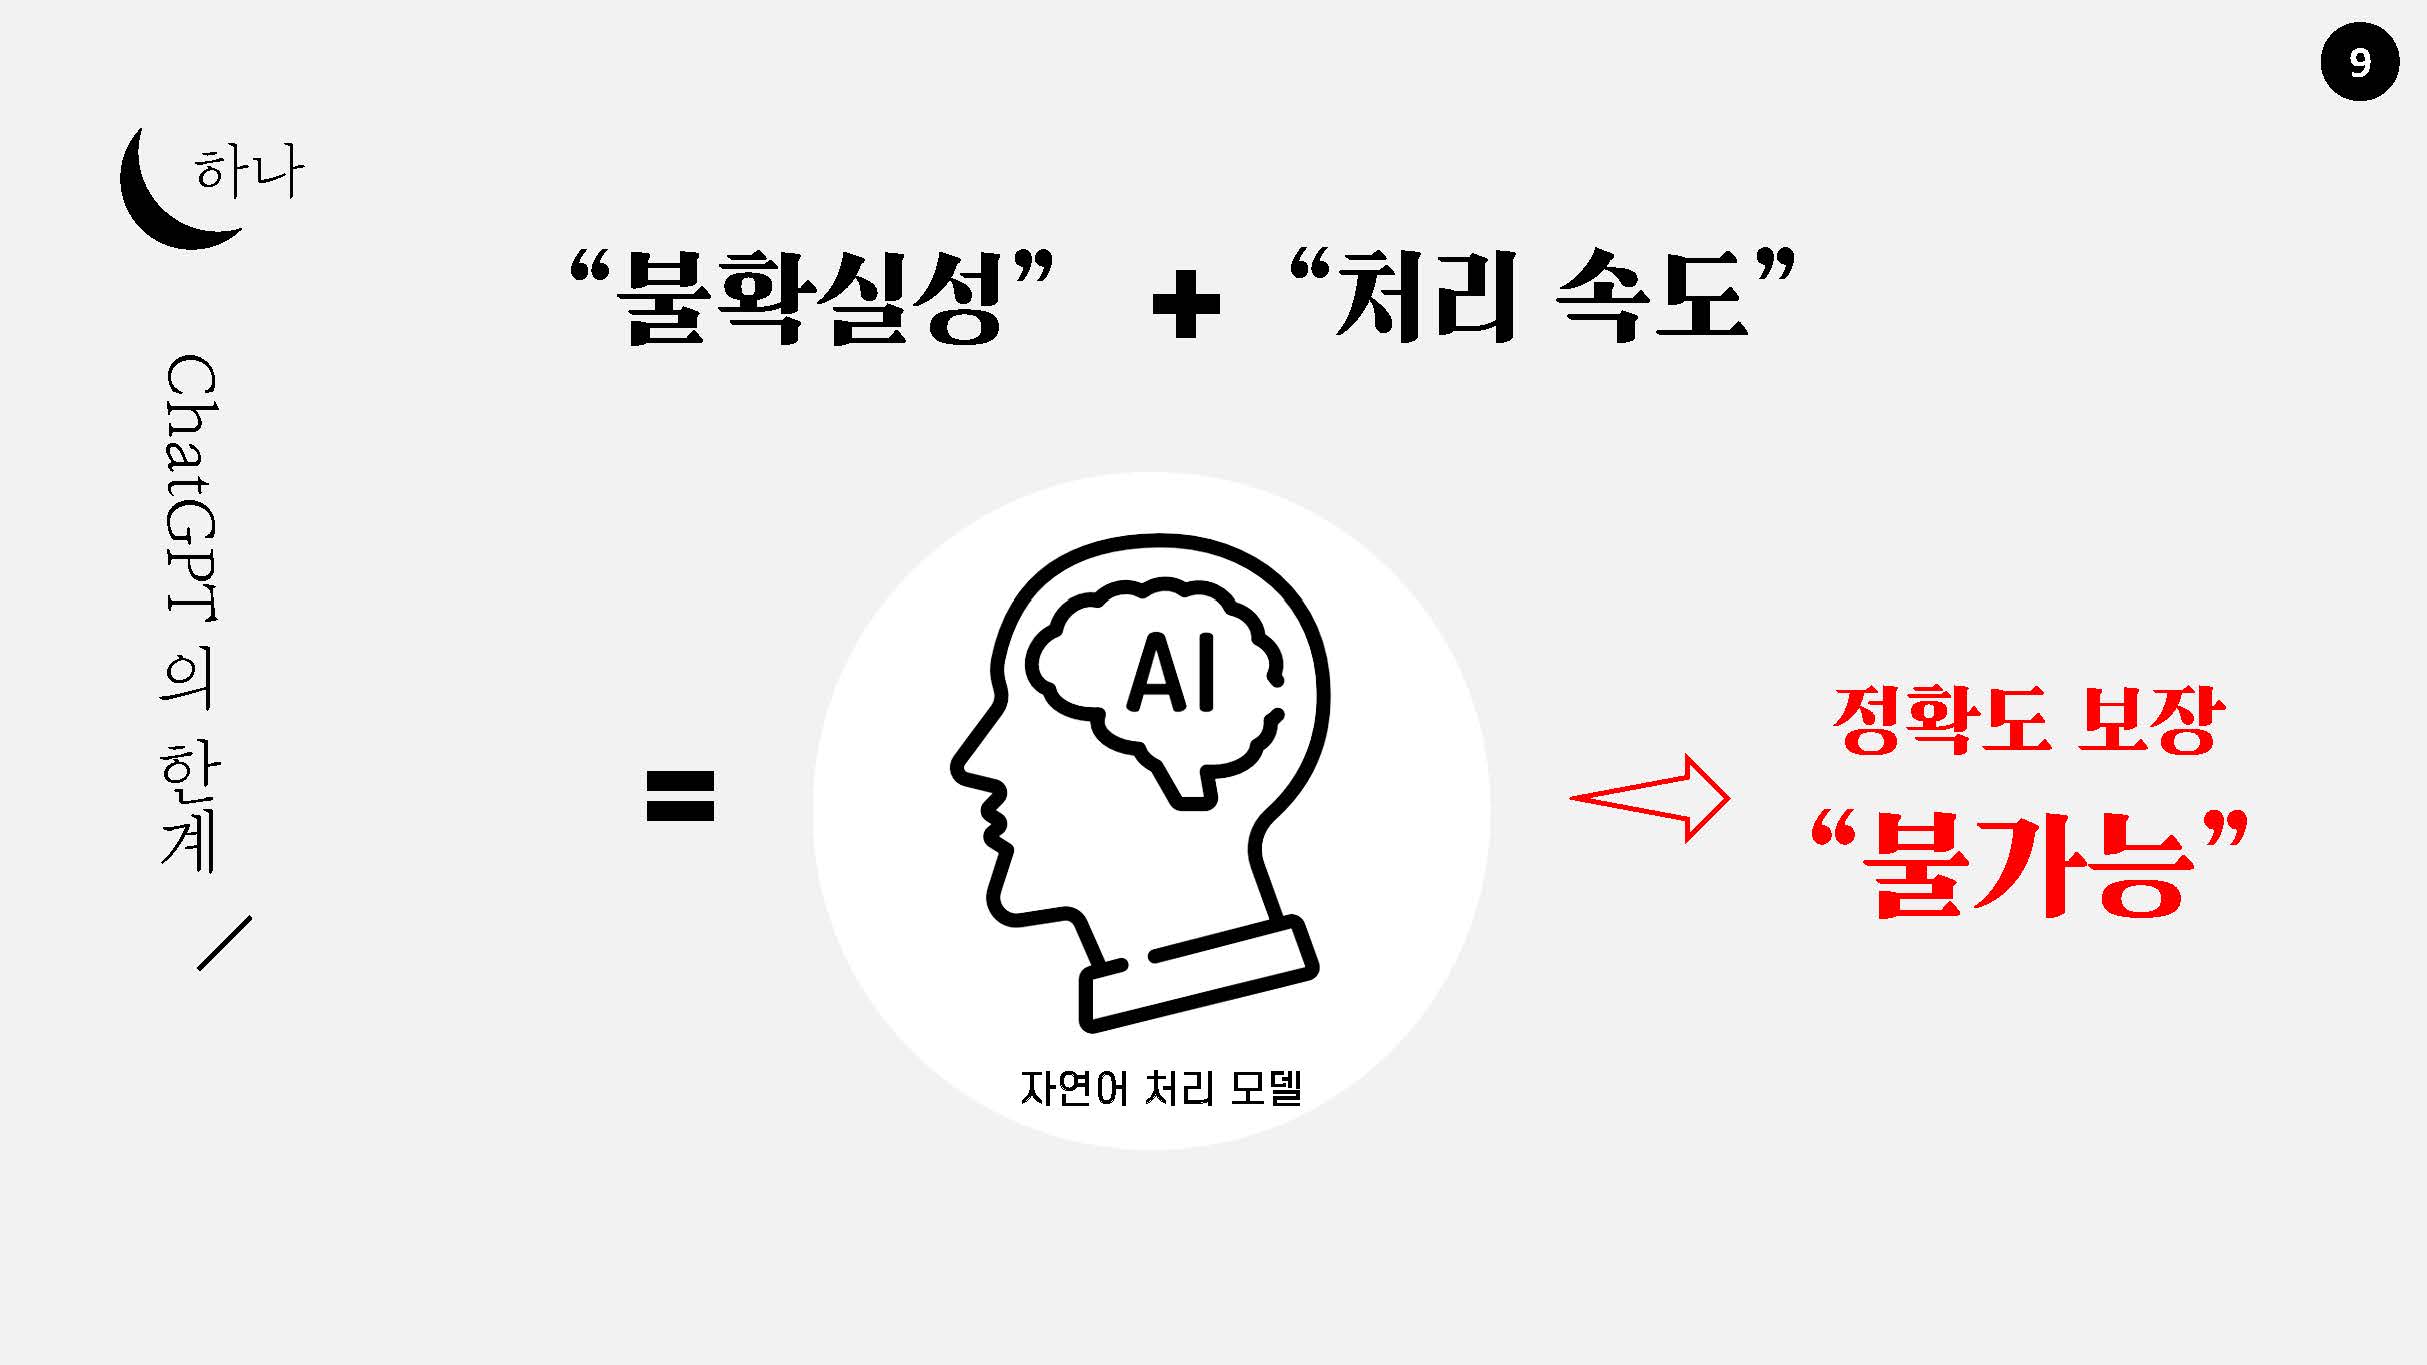 9
하나
ChatGPT 의 한계
“불확실성” + “처리 속도”
=
AI
자연어 처리 모델
정확도 보장
“불가능”